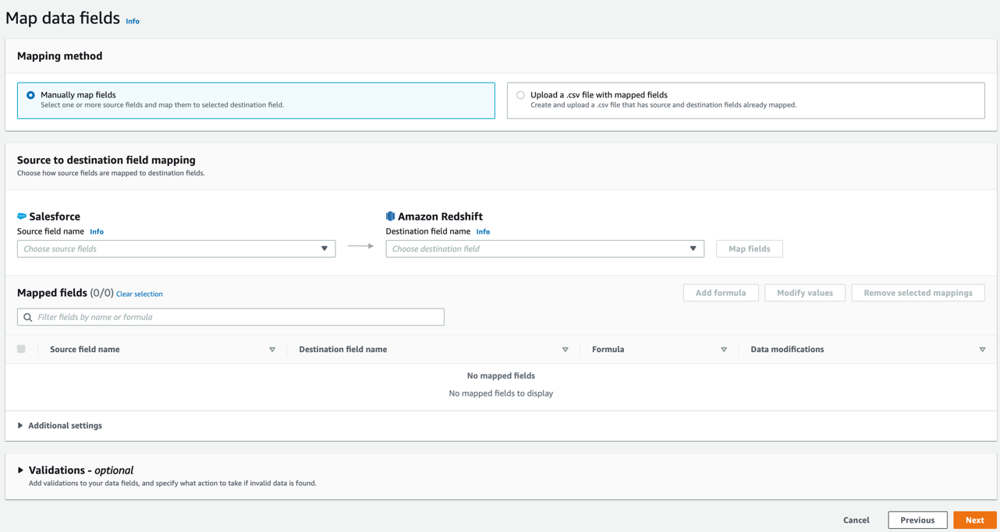 Map data fields Info
Mapping method
Manually map fields
Select one or more source fields and map them to selected destination field.
Upload a .csv file with mapped fields
Create and upload a .csv file that has source and destination fields already mapped.
Source to destination field mapping
Choose how source fields are mapped to destination fields.
Salesforce
Source field name Info
Choose source fields
Amazon Redshift
Destination field name Info
Choose destination field
Map fields
Mapped fields (0/0) Clear selection
Add formula
Modify values
Remove selected mappings
Filter fields by name or formula
Source field name
Destination field name
Formula
Data modifications
No mapped fields
No mapped fields to display
Additional settings
Validations - optional
Add validations to your data fields, and specify what action to take if invalid data is found.
Cancel
Previous
Next